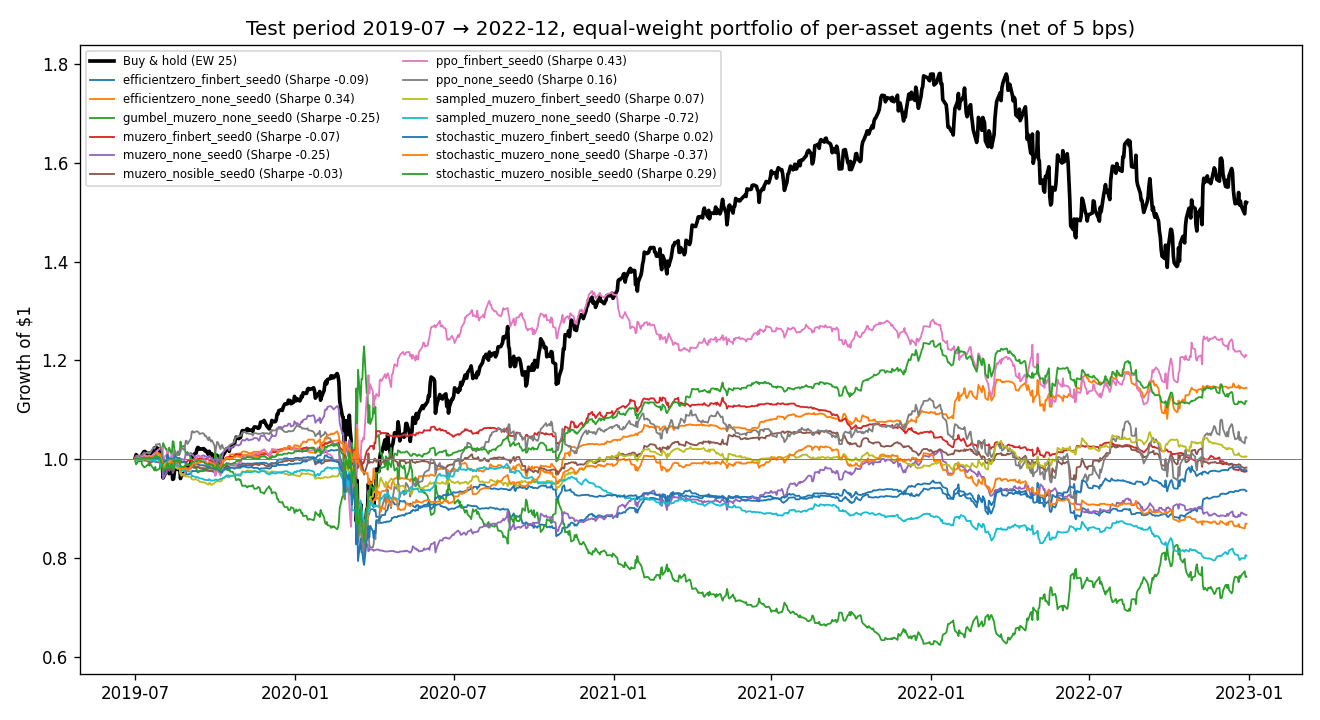 Test period 2019-07 → 2022-12, equal-weight portfolio of per-asset agents (net of 5 bps)
Buy & hold (EW 25)
efficientzero_finbert_seed0 (Sharpe -0.09)
efficientzero_none_seed0 (Sharpe 0.34)
gumbel_muzero_none_seed0 (Sharpe -0.25)
muzero_finbert_seed0 (Sharpe -0.07)
muzero_none_seed0 (Sharpe -0.25)
muzero_nosible_seed0 (Sharpe -0.03)
ppo_finbert_seed0 (Sharpe 0.43)
ppo_none_seed0 (Sharpe 0.16)
sampled_muzero_finbert_seed0 (Sharpe 0.07)
sampled_muzero_none_seed0 (Sharpe -0.72)
stochastic_muzero_finbert_seed0 (Sharpe 0.02)
stochastic_muzero_none_seed0 (Sharpe -0.37)
stochastic_muzero_nosible_seed0 (Sharpe 0.29)
Growth of $1
1.8
1.6
1.4
1.2
1.0
0.8
0.6
2019-07
2020-01
2020-07
2021-01
2021-07
2022-01
2022-07
2023-01